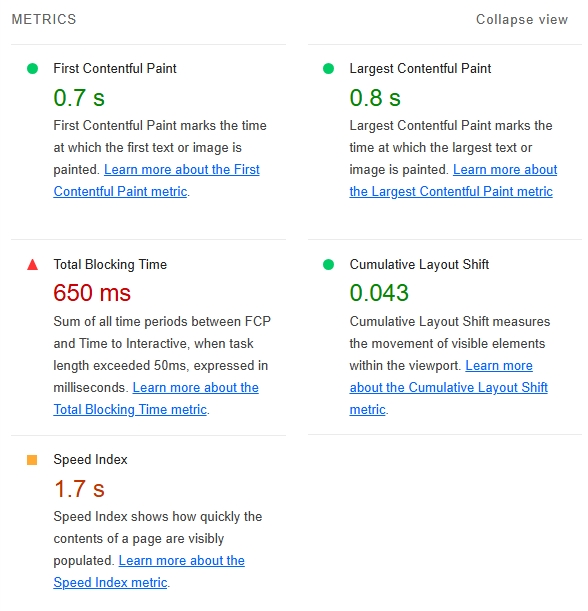 METRICS
Collapse view
First Contentful Paint
0.7 s
First Contentful Paint marks the time
at which the first text or image is
painted. Learn more about the First
Contentful Paint metric.
Largest Contentful Paint
0.8 s
Largest Contentful Paint marks the
time at which the largest text or
image is painted. Learn more about
the Largest Contentful Paint metric
Total Blocking Time
650 ms
Sum of all time periods between FCP
and Time to Interactive, when task
length exceeded 50ms, expressed in
milliseconds. Learn more about the
Total Blocking Time metric.
Cumulative Layout Shift
0.043
Cumulative Layout Shift measures
the movement of visible elements
within the viewport. Learn more
about the Cumulative Layout Shift
metric.
Speed Index
1.7 s
Speed Index shows how quickly the
contents of a page are visibly
populated. Learn more about the
Speed Index metric.